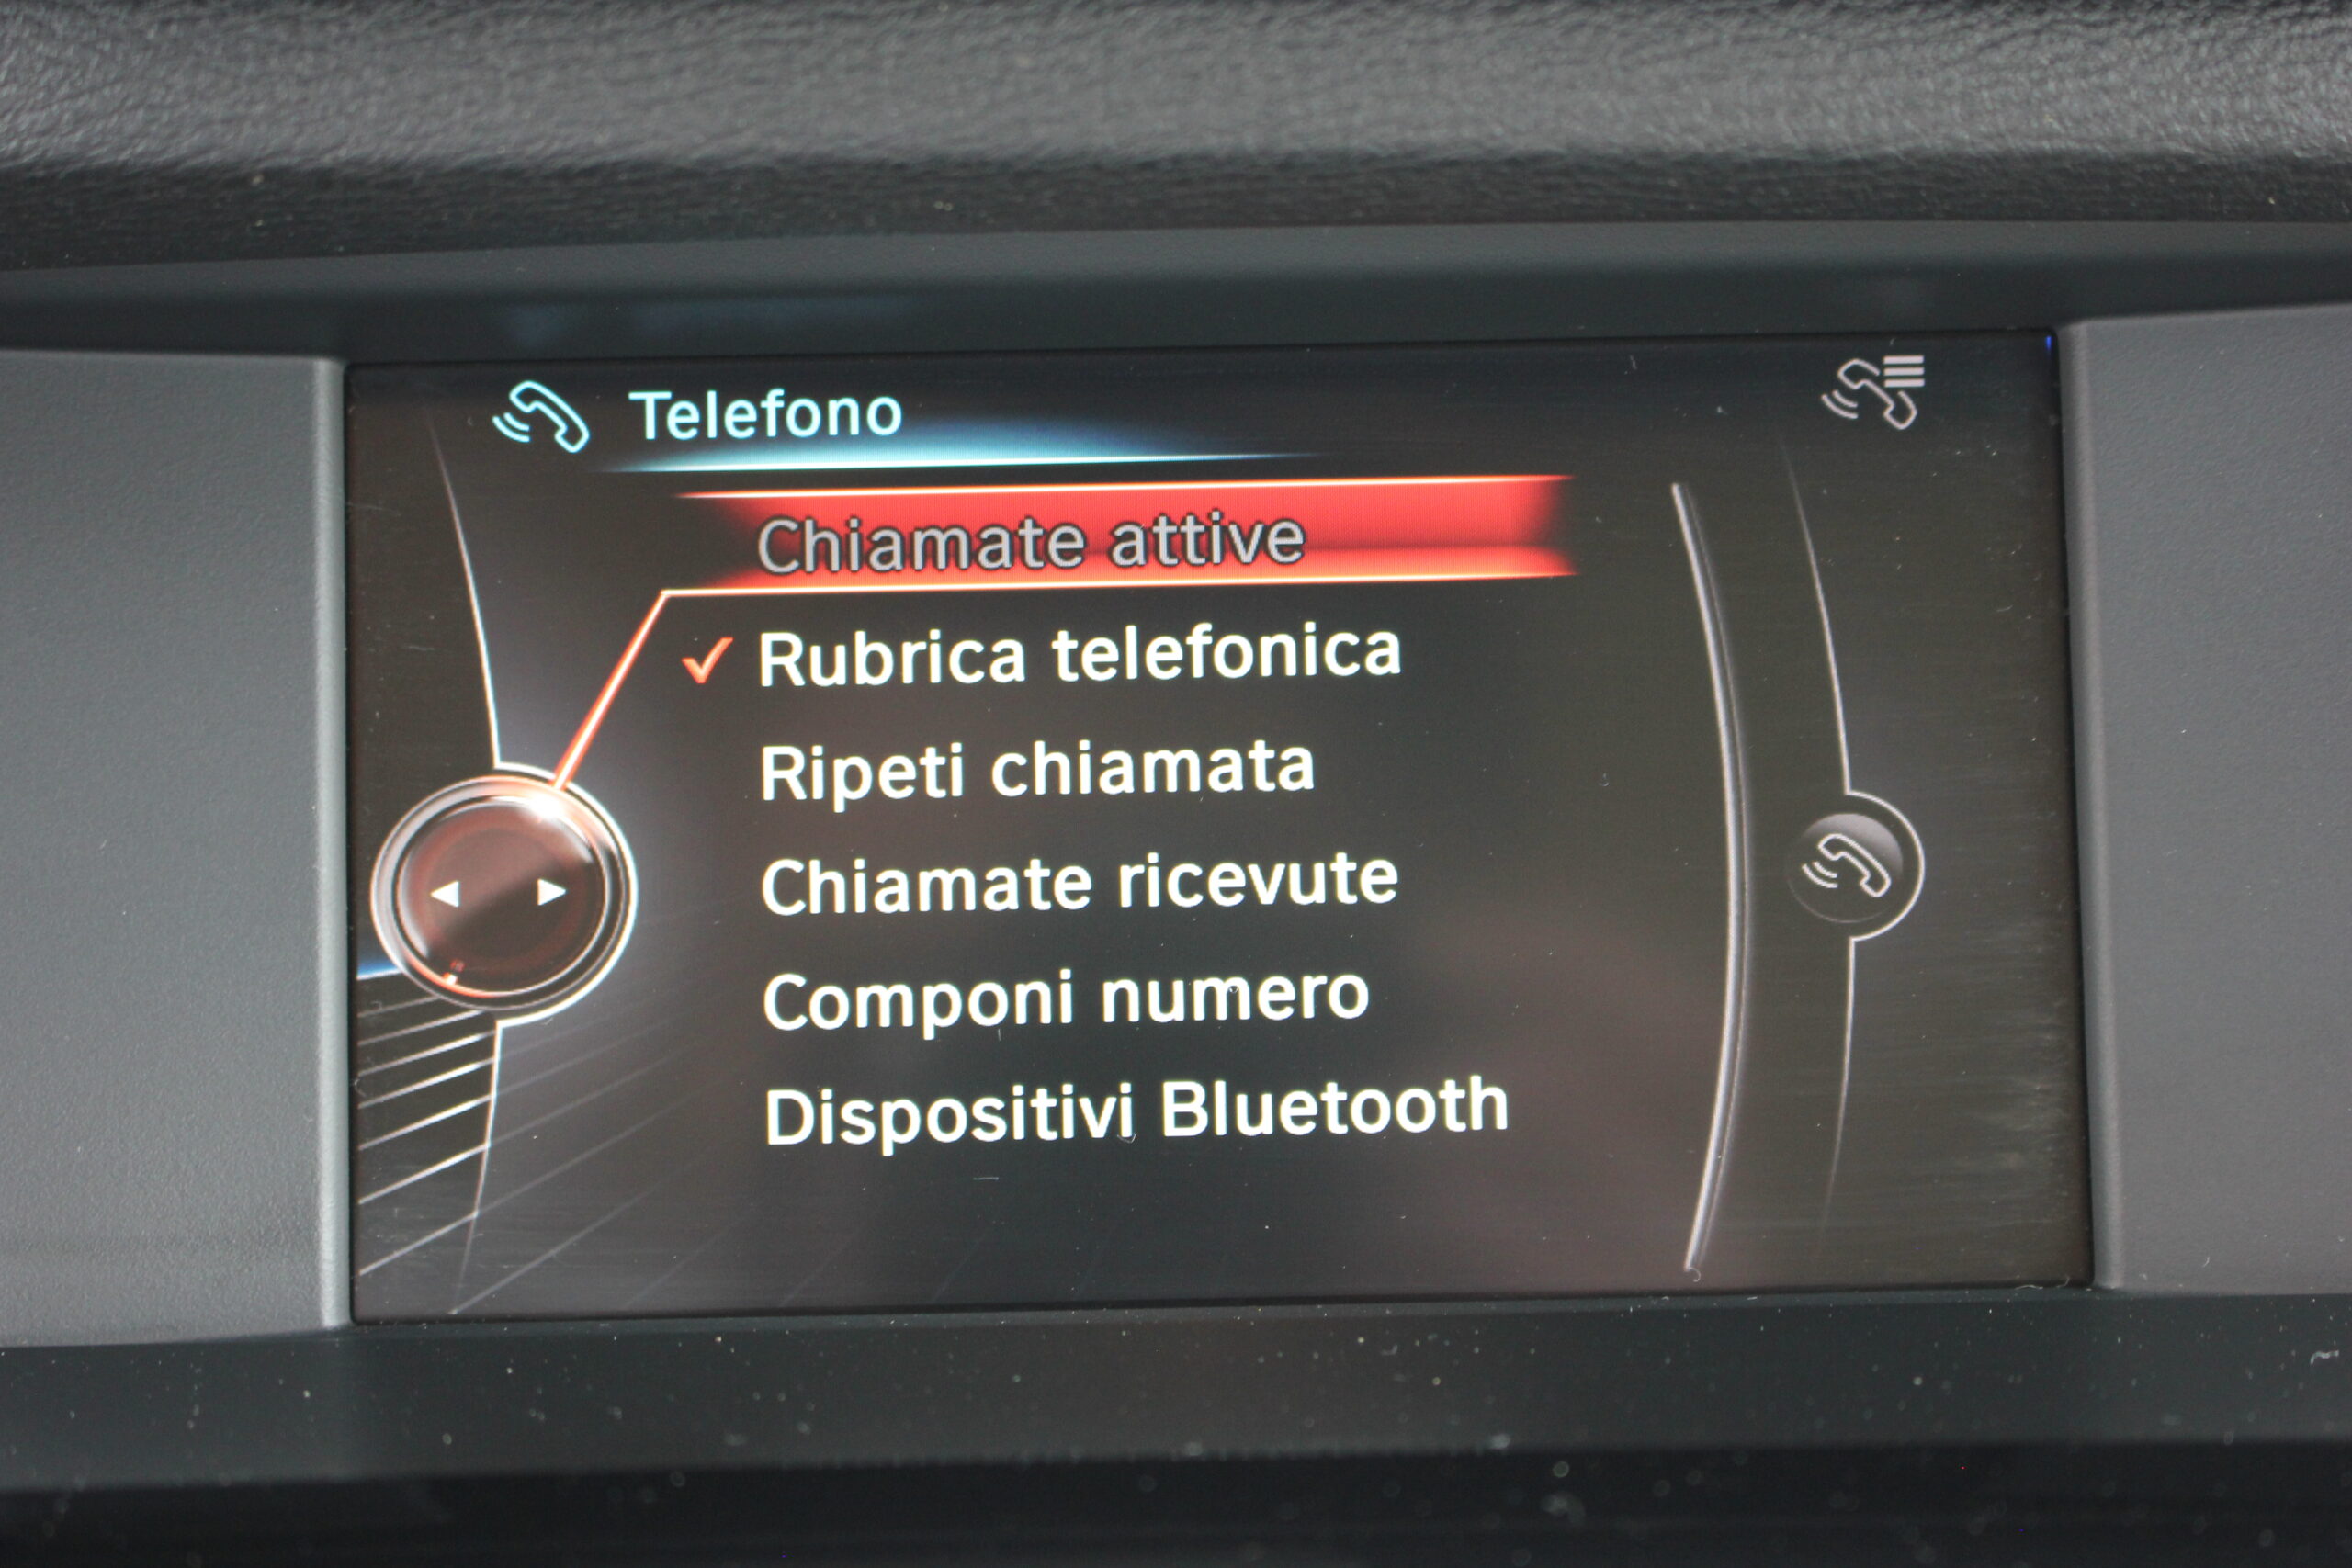 Telefono
Chiamate attive
Rubrica telefonica
Ripeti chiamata
Chiamate ricevute
Componi numero
Dispositivi Bluetooth